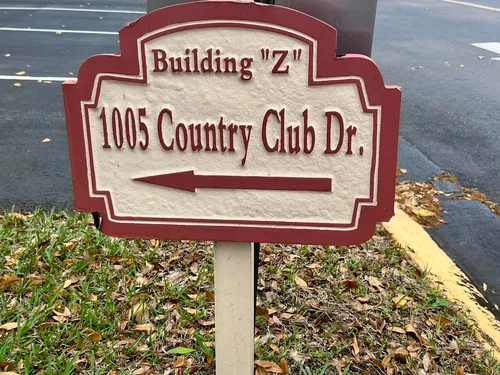 Building "Z"
1005 Country Club Dr.